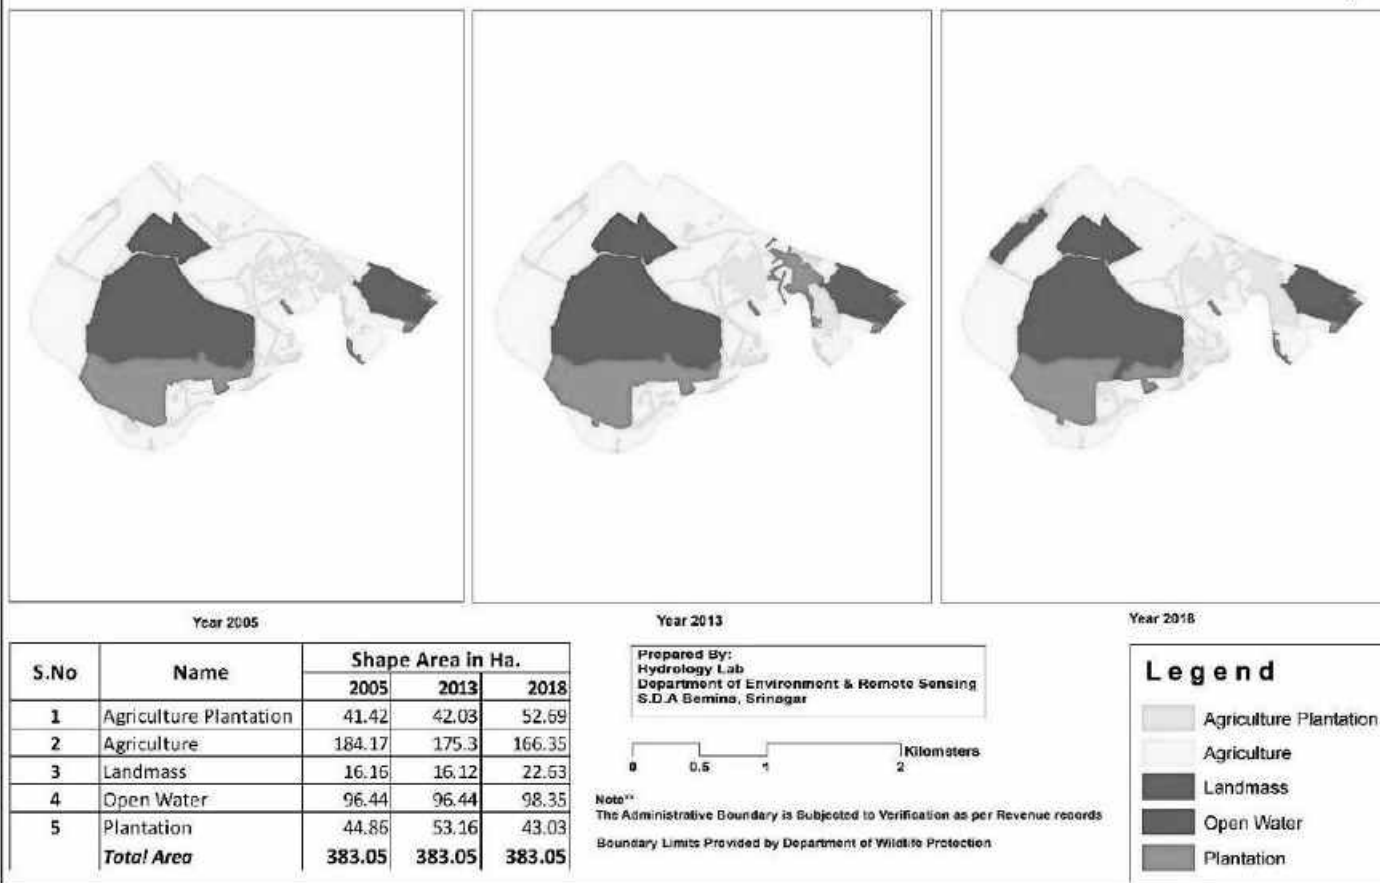 Year 2005
Year 2013
Year 2018
S.No Name Shape Area in Ha.
2005 2013 2018
1 Agriculture Plantation 41.42 42.03 52.69
2 Agriculture 184.17 175.3 166.35
3 Landmass 16.16 16.12 22.63
4 Open Water 96.44 96.44 98.35
5 Plantation 44.86 53.16 43.03
Total Area 383.05 383.05 383.05
Prepared By:
Hydrology Lab
Department of Environment & Remote Sensing
S.D.A Bemina, Srinagar
Kilometers
0 0.5 1 2
Note**
The Administrative Boundary is Subjected to Verification as per Revenue records
Boundary Limits Provided by Department of Wildlife Protection
Legend
Agriculture Plantation
Agriculture
Landmass
Open Water
Plantation